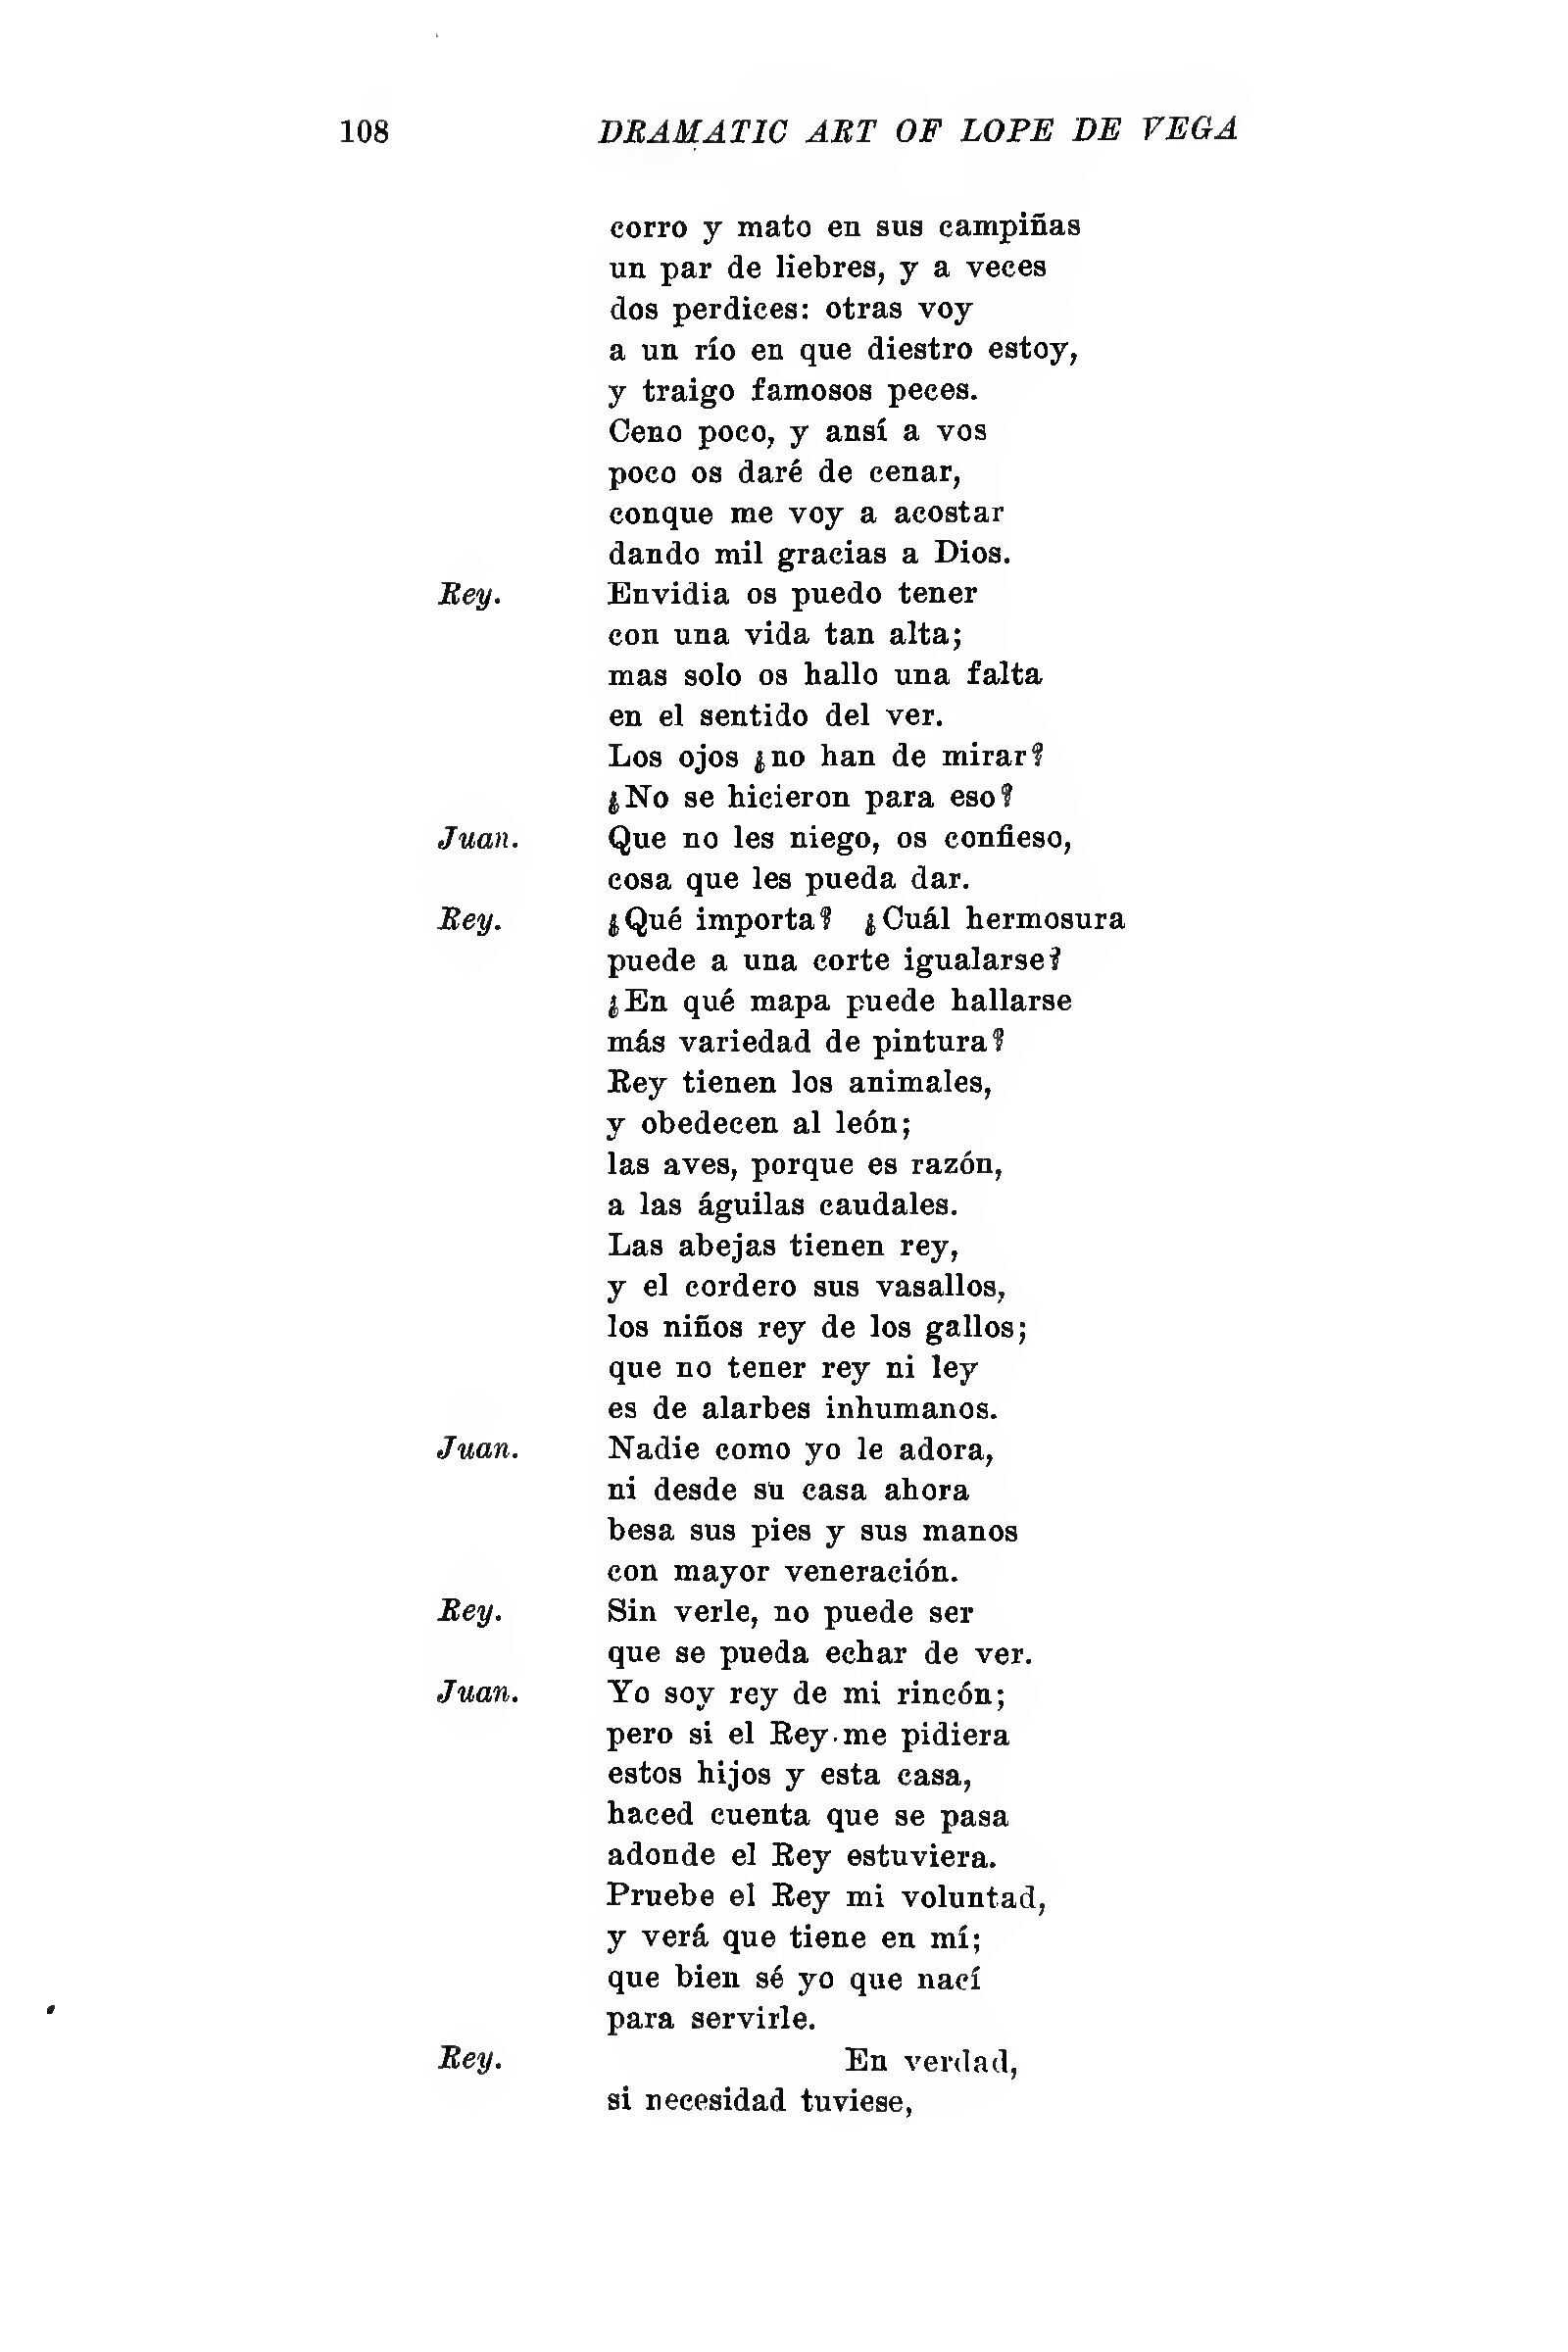 108 DRAMATIC ART OF LOPE DE VEGA
corro y mato en sus campiñas
un par de liebres, y a veces
dos perdices: otras voy
a un río en que diestro estoy,
y traigo famosos peces.
Ceno poco, y ansí a vos
poco os daré de cenar,
conque me voy a acostar
dando mil gracias a Dios.
Rey. Envidia os puedo tener
con una vida tan alta;
mas solo os hallo una falta
en el sentido del ver.
Los ojos ¿no han de mirar?
¿No se hicieron para eso?
Juan. Que no les niego, os confieso,
cosa que les pueda dar.
Rey. ¿Qué importa? ¿Cuál hermosura
puede a una corte igualarse?
¿En qué mapa puede hallarse
más variedad de pintura?
Rey tienen los animales,
y obedecen al león;
las aves, porque es razón,
a las águilas caudales.
Las abejas tienen rey,
y el cordero sus vasallos,
los niños rey de los gallos;
que no tener rey ni ley
es de alarbes inhumanos.
Juan. Nadie como yo le adora,
ni desde su casa ahora
besa sus pies y sus manos
con mayor veneración.
Rey. Sin verle, no puede ser
que se pueda echar de ver.
Juan. Yo soy rey de mi rincón;
pero si el Rey me pidiera
estos hijos y esta casa,
haced cuenta que se pasa
adonde el Rey estuviera.
Pruebe el Rey mi voluntad,
y verá que tiene en mí;
que bien sé yo que nací
para servirle.
Rey. En verdad,
si necesidad tuviese,